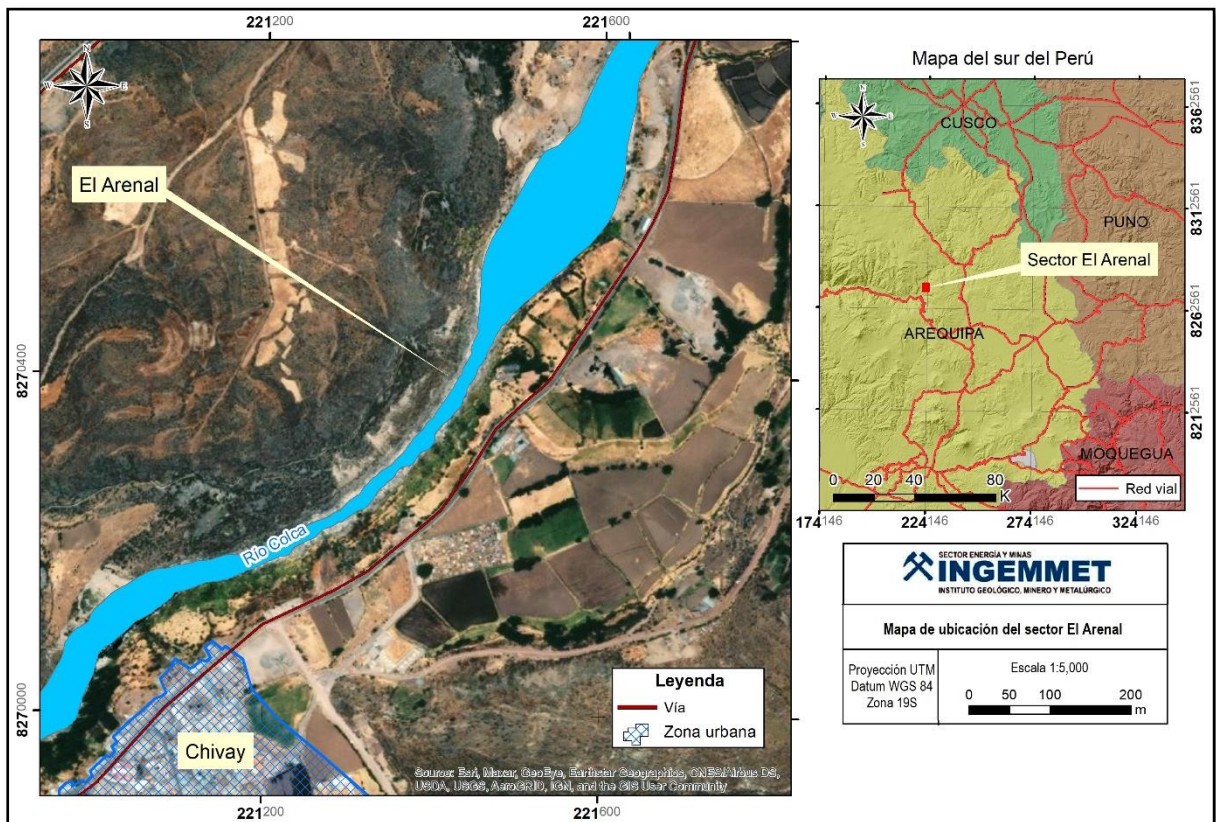 221200
221600
N
W E
S
El Arenal
8270400
8270000
Río Colca
Chivay
Leyenda
Vía
Zona urbana
Source: Esri, Maxar, GeoEye, Earthstar Geographics, CNES/Airbus DS,
USDA, USGS, AeroGRID, IGN, and the GIS User Community
221200
221600
Mapa del sur del Perú
N
W E
S
CUSCO
PUNO
Sector El Arenal
AREQUIPA
MOQUEGUA
0 20 40 80
K
Red vial
8362561
8312561
8262561
8212561
174146
224146
274146
324146
SECTOR ENERGÍA Y MINAS
INGEMMET
INSTITUTO GEOLÓGICO, MINERO Y METALÚRGICO
Mapa de ubicación del sector El Arenal
Proyección UTM
Datum WGS 84
Zona 19S
Escala 1:5,000
0 50 100 200
m